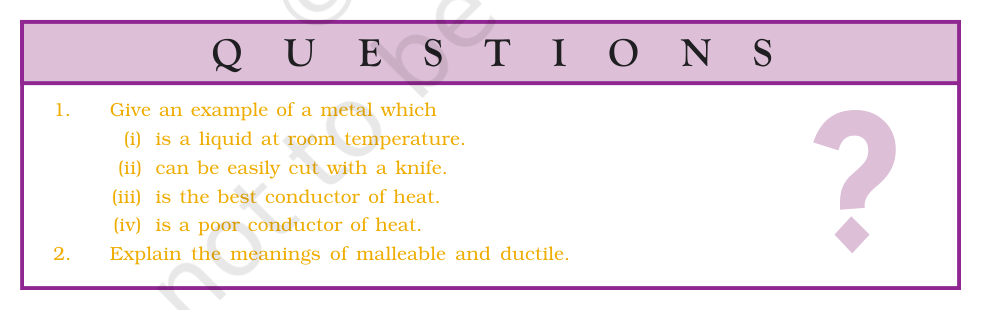 QUESTIONS
1. Give an example of a metal which
(i) is a liquid at room temperature.
(ii) can be easily cut with a knife.
(iii) is the best conductor of heat.
(iv) is a poor conductor of heat.
2. Explain the meanings of malleable and ductile.
?
©
not to be